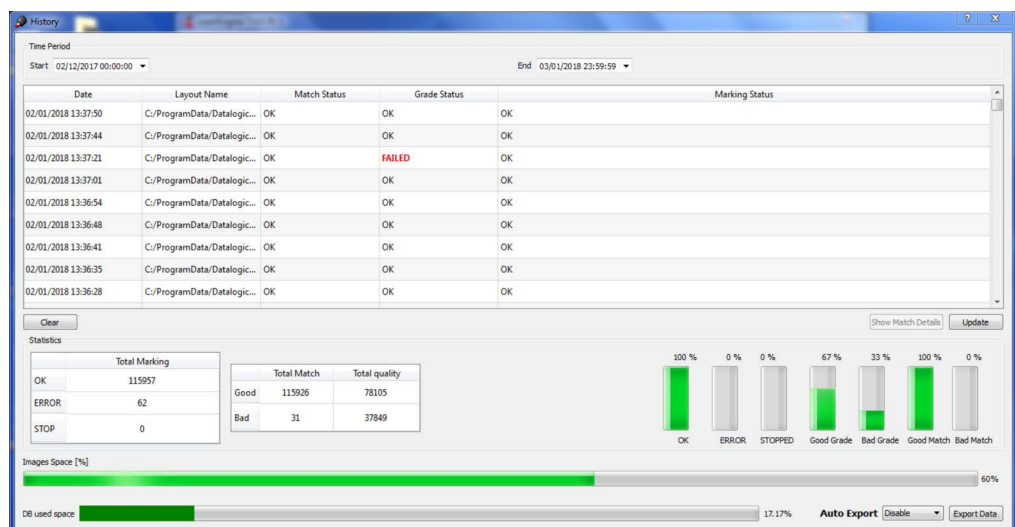 History
Time Period
Start 02/12/2017 00:00:00 End 03/01/2018 23:59:59
Date Layout Name Match Status Grade Status Marking Status
02/01/2018 13:37:50 C:/ProgramData/Datalogic... OK OK OK
02/01/2018 13:37:44 C:/ProgramData/Datalogic... OK OK OK
02/01/2018 13:37:21 C:/ProgramData/Datalogic... OK FAILED OK
02/01/2018 13:37:01 C:/ProgramData/Datalogic... OK OK OK
02/01/2018 13:36:54 C:/ProgramData/Datalogic... OK OK OK
02/01/2018 13:36:48 C:/ProgramData/Datalogic... OK OK OK
02/01/2018 13:36:41 C:/ProgramData/Datalogic... OK OK OK
02/01/2018 13:36:35 C:/ProgramData/Datalogic... OK OK OK
02/01/2018 13:36:28 C:/ProgramData/Datalogic... OK OK OK
Clear Show Match Details Update
Statistics
Total Marking
OK 115957
ERROR 62
STOP 0
Total Match Total quality
Good 115926 78105
Bad 31 37849
100 % 0 % 0 % 67 % 33 % 100 % 0 %
OK ERROR STOPPED Good Grade Bad Grade Good Match Bad Match
Images Space [%]
60%
DB used space 17.17% Auto Export Disable Export Data